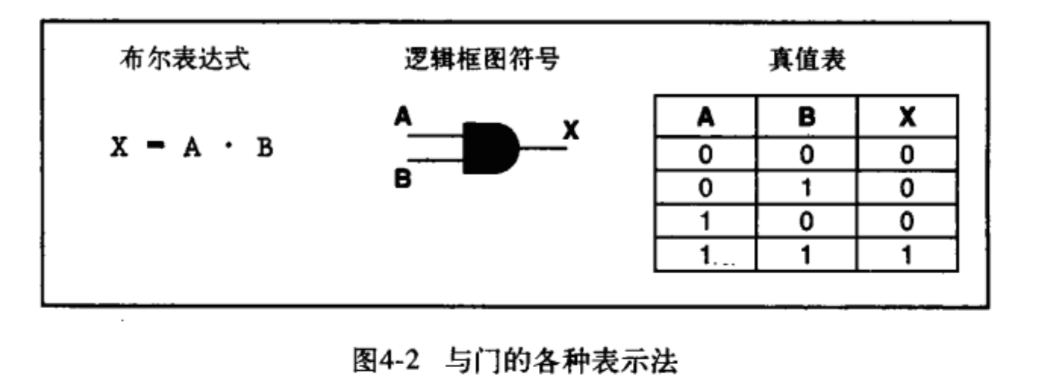 布尔表达式 逻辑框图符号 真值表
X = A · B
A
B
X
A B X
0 0 0
0 1 0
1 0 0
1 1 1
图4-2 与门的各种表示法